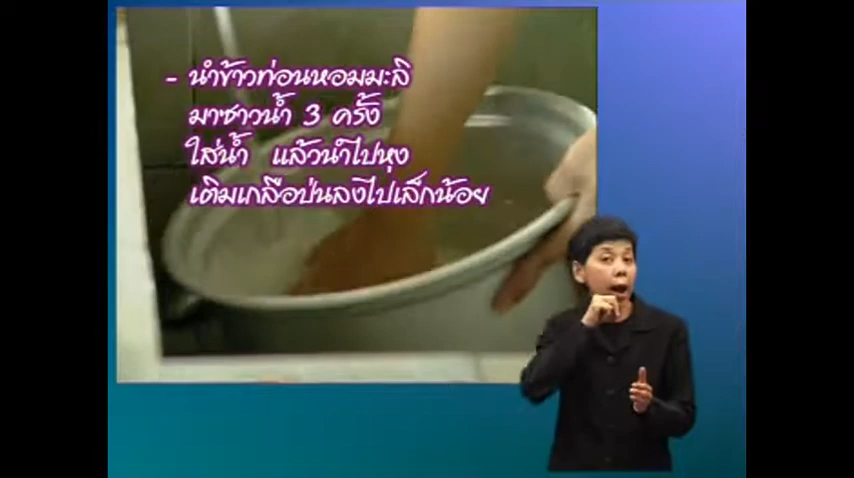 - นำข้าวท่อนหอมมะลิ
มาซาวน้ำ 3 ครั้ง
ใส่น้ำ แล้วนำไปหุง
เติมเกลือป่นลงไปเล็กน้อย